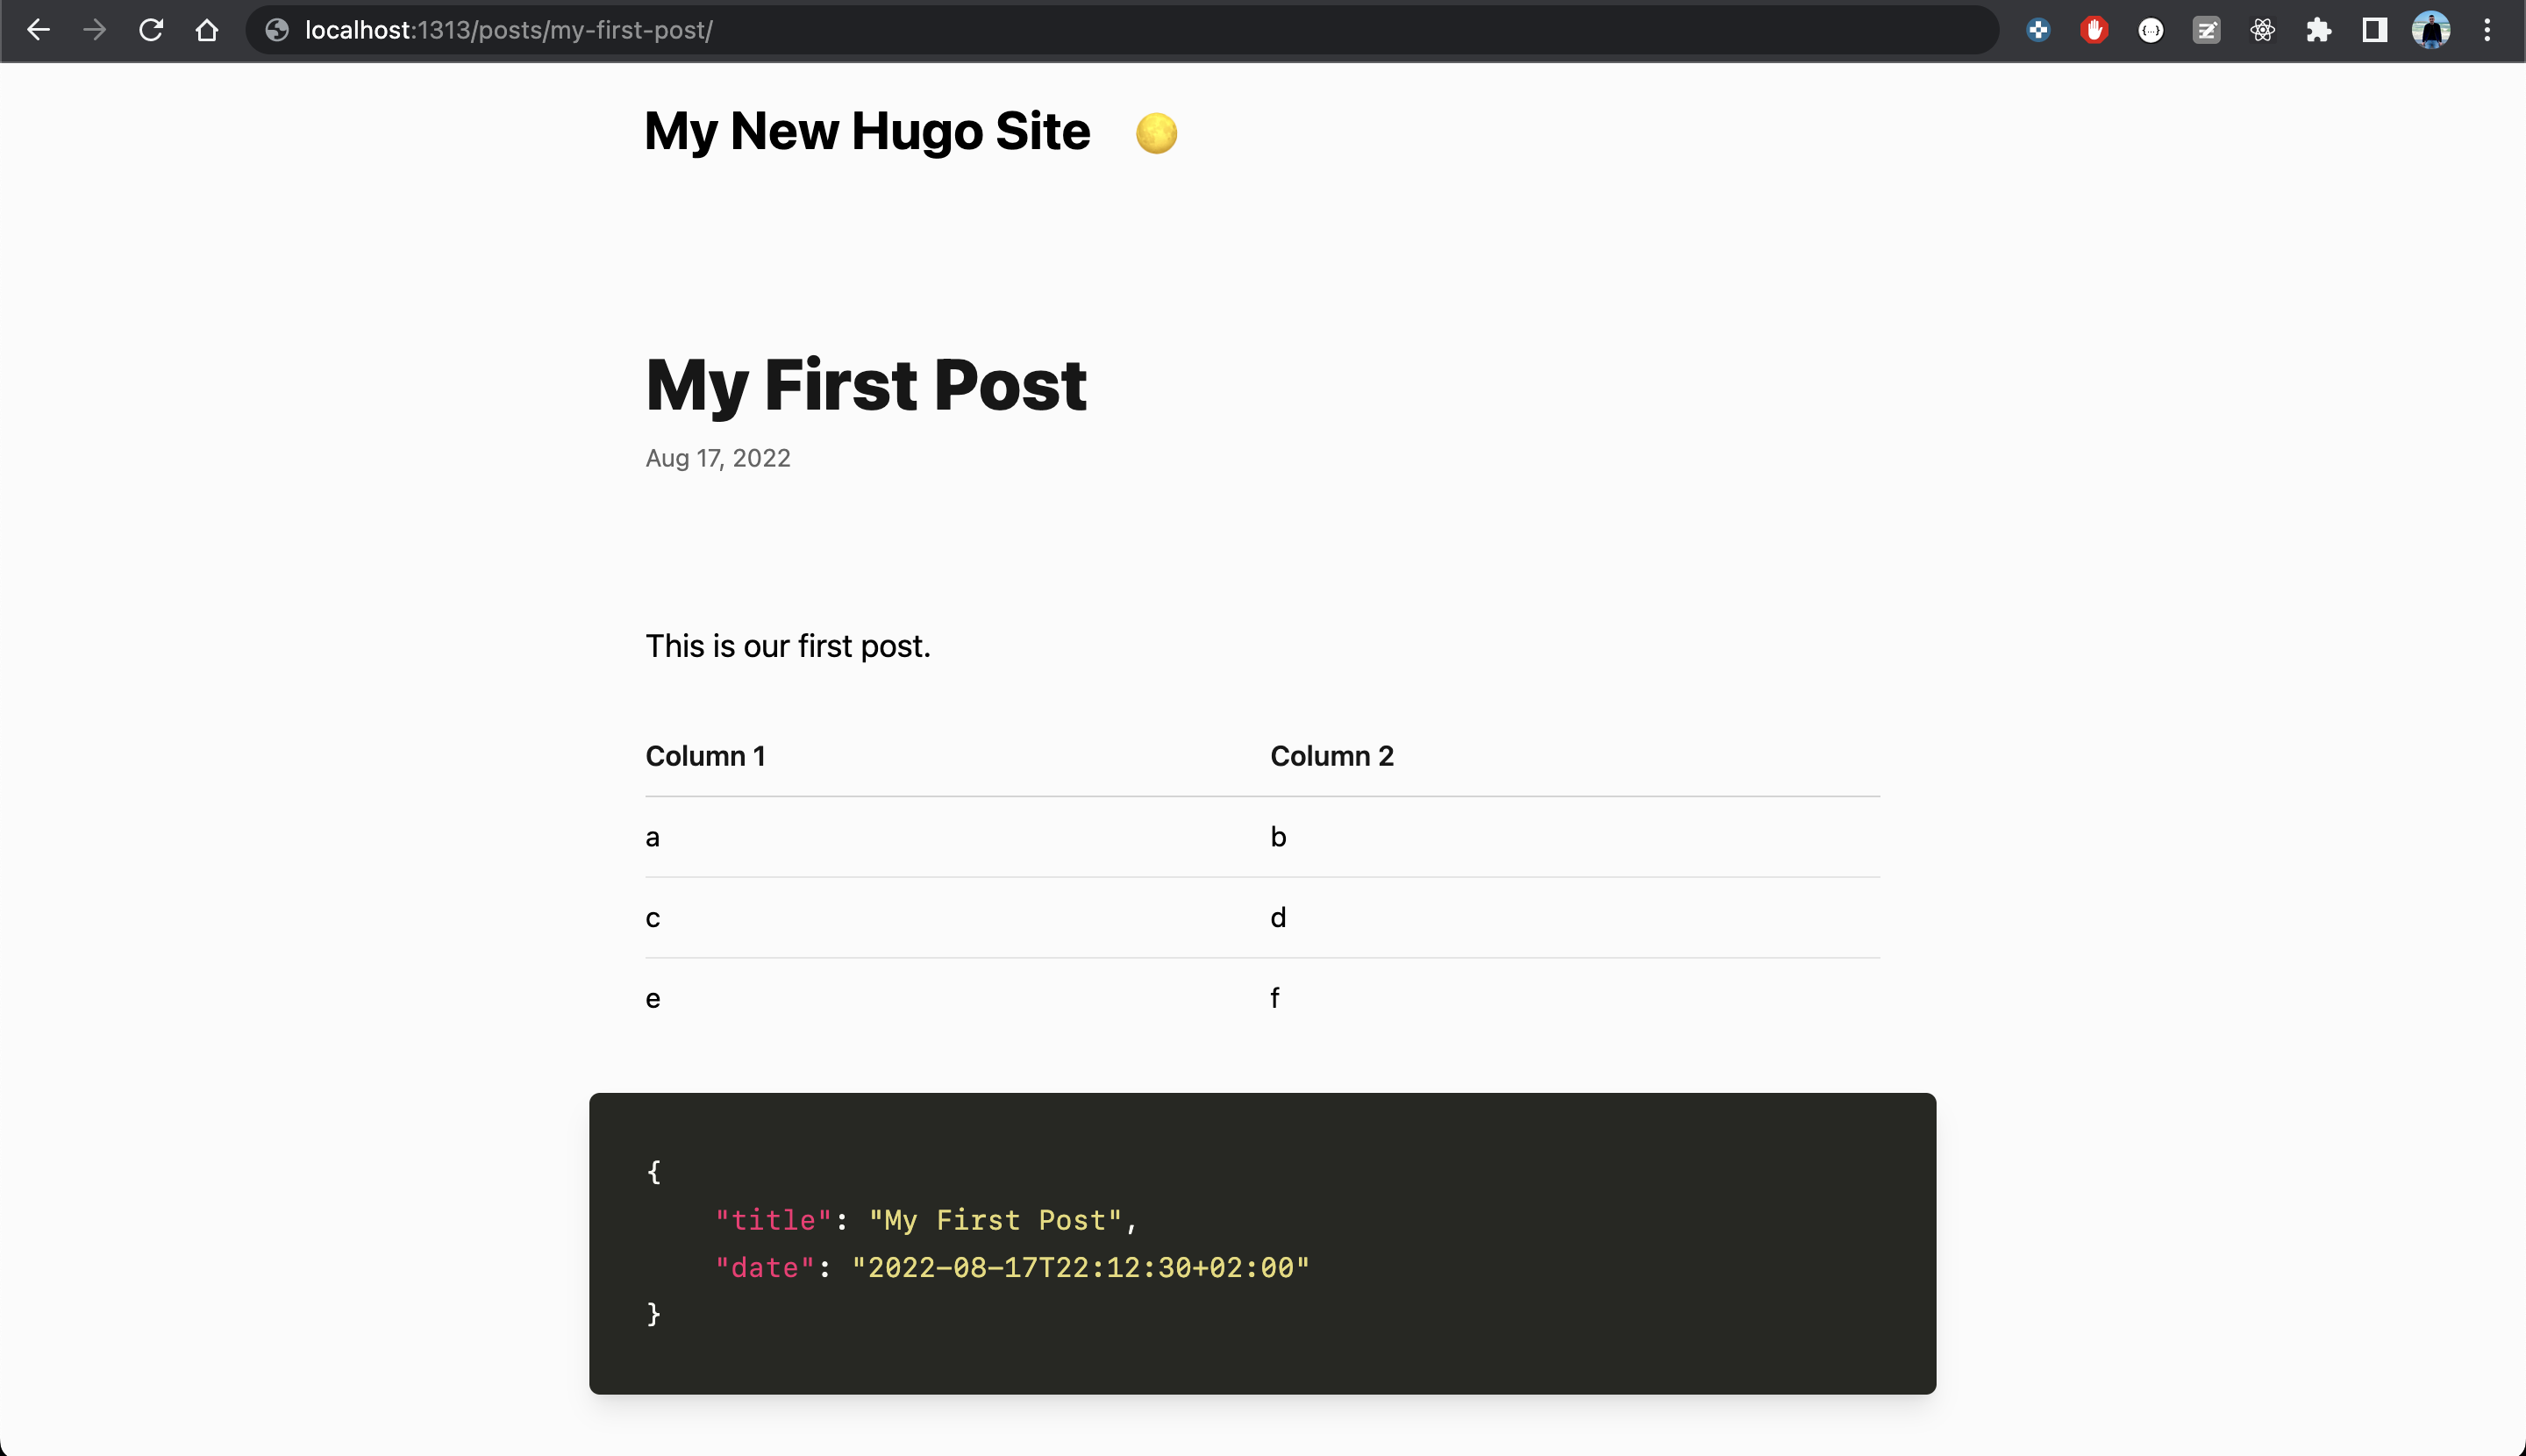 localhost:1313/posts/my-first-post/
My New Hugo Site
My First Post
Aug 17, 2022
This is our first post.
Column 1 Column 2
a b
c d
e f
{
"title": "My First Post",
"date": "2022-08-17T22:12:30+02:00"
}